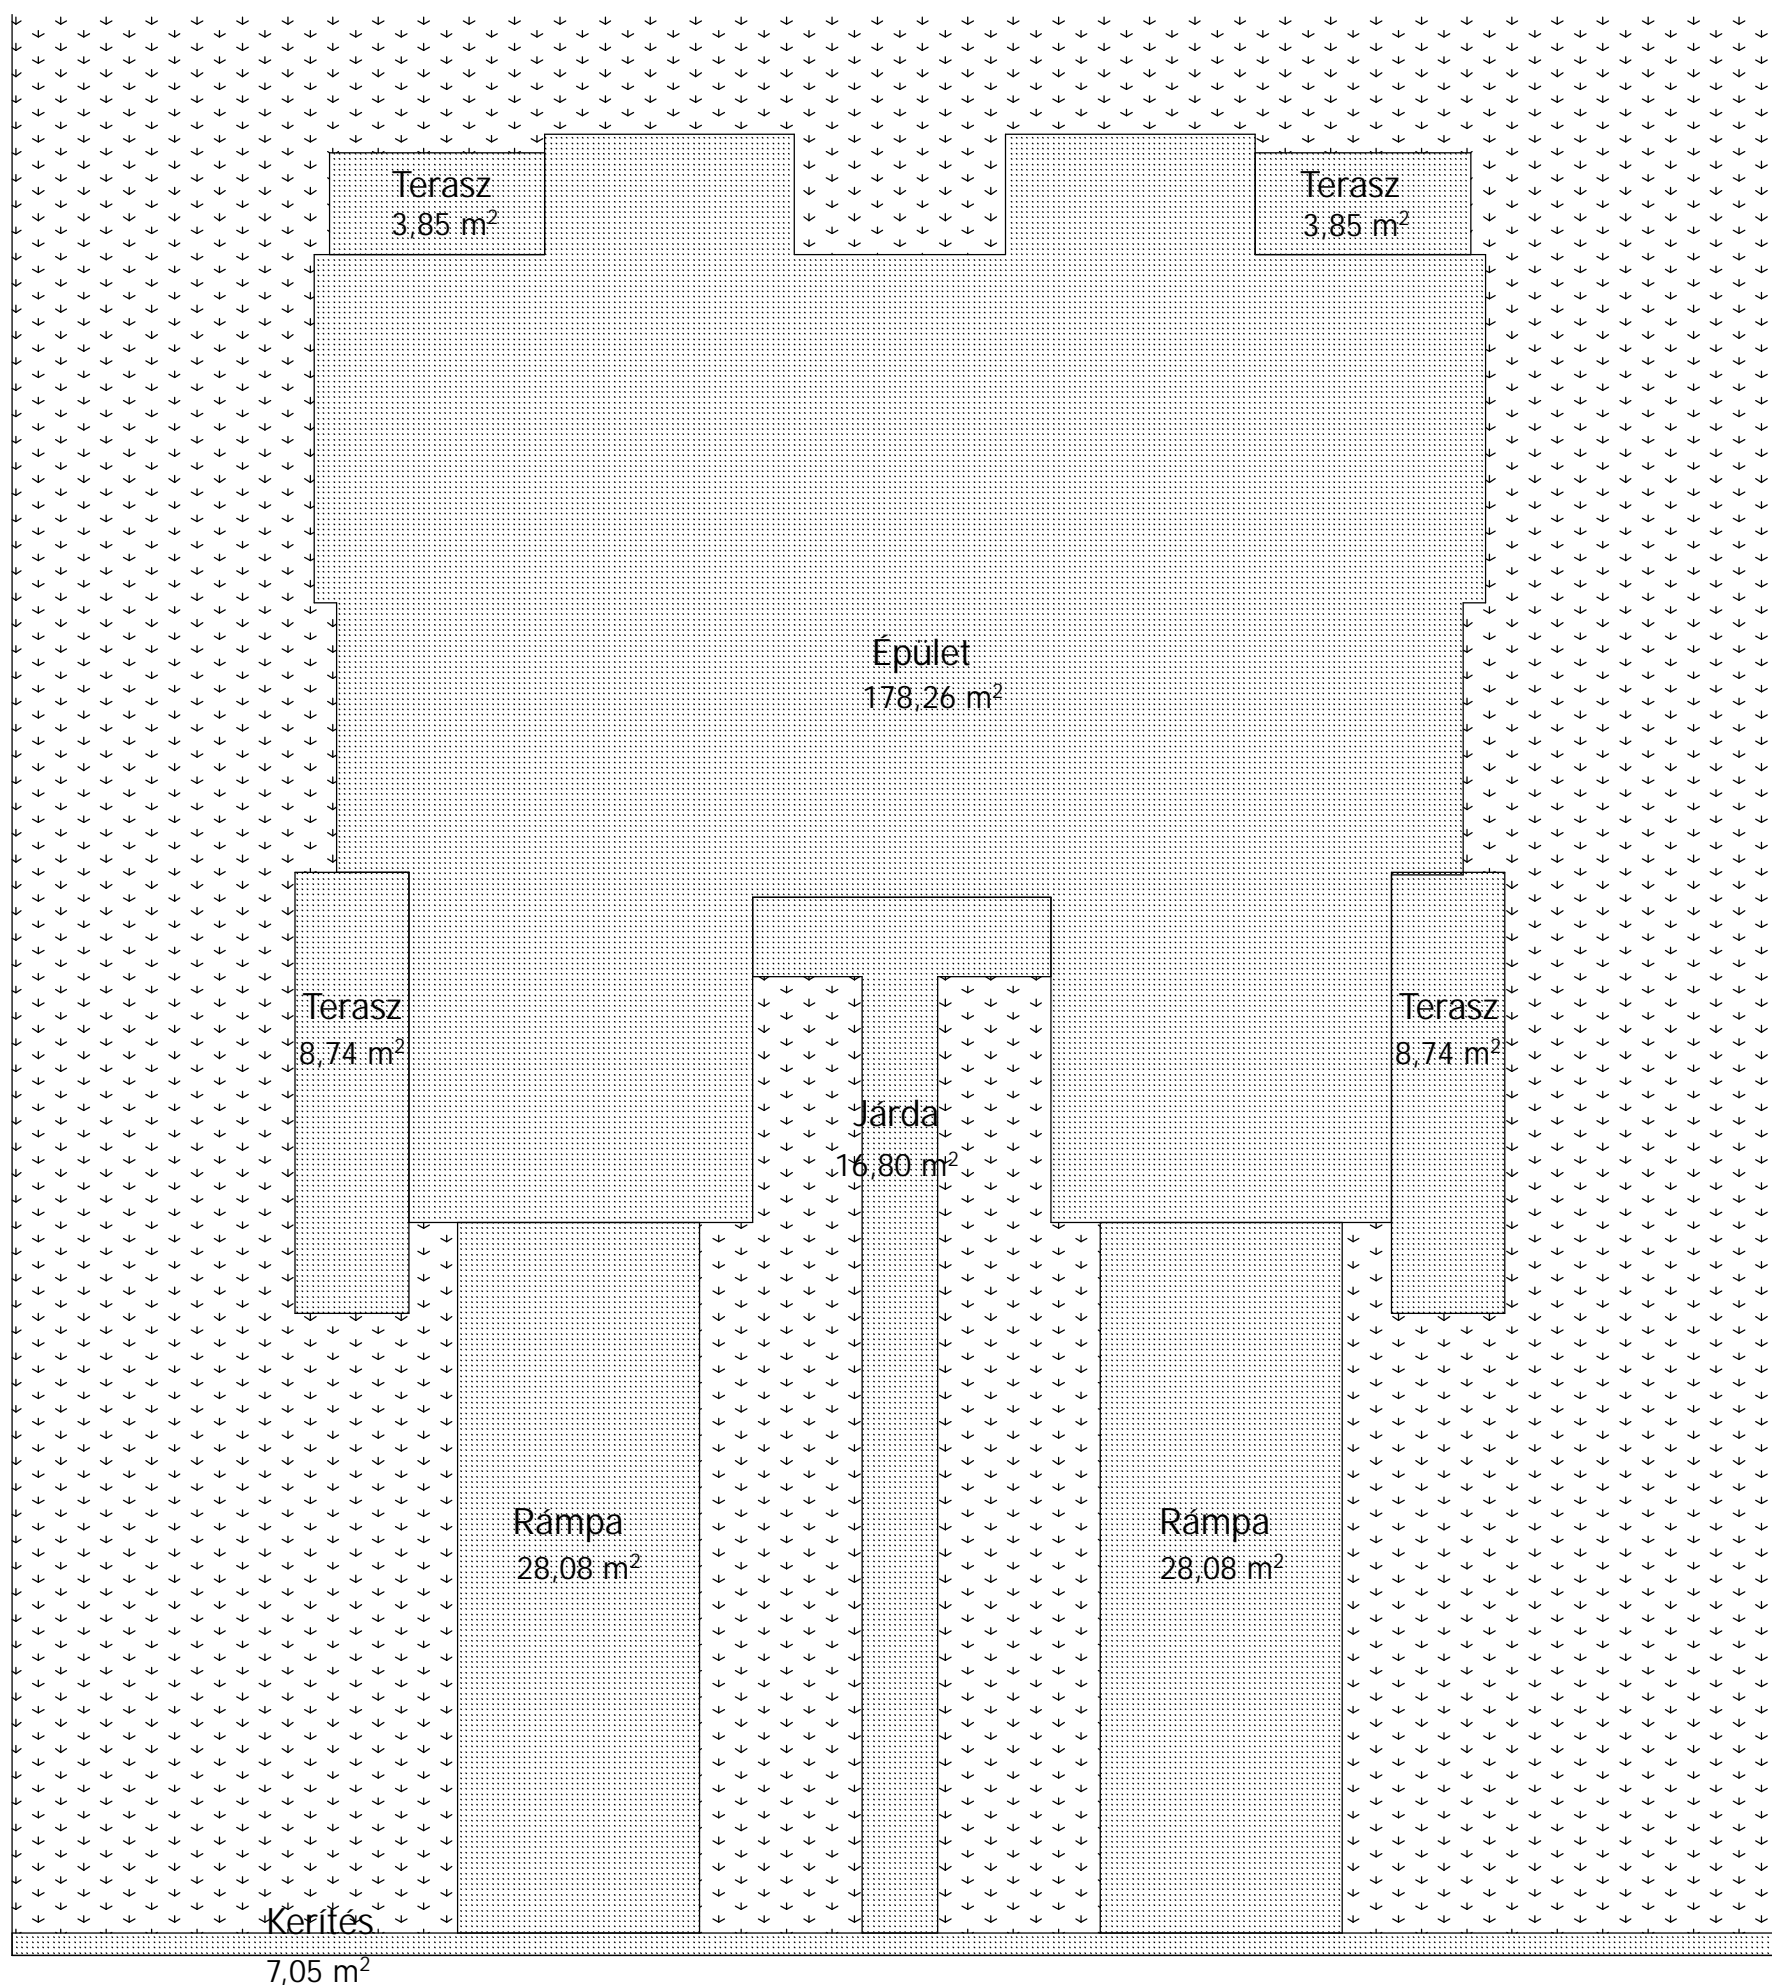 Terasz
3,85 m²
Terasz
3,85 m²
Épület
178,26 m²
Terasz
8,74 m²
Terasz
8,74 m²
Járda
16,80 m²
Rámpa
28,08 m²
Rámpa
28,08 m²
Kerítés
7,05 m²